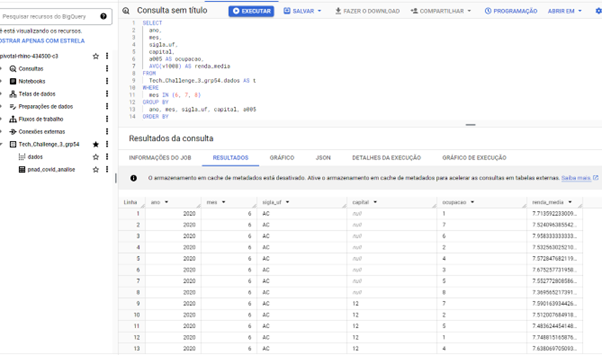 Pesquisar recursos do BigQuery
Consulta sem título
EXECUTAR
SALVAR
FAZER O DOWNLOAD
COMPARTILHAR
PROGRAMAÇÃO
ABRIR EM
está visualizando os recursos.
OSTRAR APENAS COM ESTRELA
pivotal-rhino-434500-c3
Consultas
Notebooks
Telas de dados
Preparações de dados
Fluxos de trabalho
Conexões externas
Tech_Challenge_3_grp54
dados
pnad_covid_analise
1 SELECT
2 ano,
3 mes,
4 sigla_uf,
5 capital,
6 a005 AS ocupacao,
7 AVG(v1008) AS renda_media
8 FROM
9 Tech_Challenge_3_grp54.dados AS t
10 WHERE
11 mes IN (6, 7, 8)
12 GROUP BY
13 ano, mes, sigla_uf, capital, a005
14 ORDER BY
Resultados da consulta
INFORMAÇÕES DO JOB
RESULTADOS
GRÁFICO
JSON
DETALHES DA EXECUÇÃO
GRÁFICO DE EXECUÇÃO
O armazenamento em cache de metadados está desativado. Ative o armazenamento em cache de metadados para acelerar as consultas em tabelas externas. Saiba mais
Linha ano mes sigla_uf capital ocupacao renda_media
1 2020 6 AC null 1 7.713592233009...
2 2020 6 AC null 7 7.524096385542...
3 2020 6 AC null 6 7.958333333333...
4 2020 6 AC null 2 7.532563025210...
5 2020 6 AC null 4 7.572847682119...
6 2020 6 AC null 3 7.675257731958...
7 2020 6 AC null 5 7.552772808586...
8 2020 6 AC null 8 7.369565217391...
9 2020 6 AC 12 7 7.590163934426...
10 2020 6 AC 12 2 7.512007684918...
11 2020 6 AC 12 5 7.483624454148...
12 2020 6 AC 12 1 7.748815165876...
13 2020 6 AC 12 4 7.638069705093...